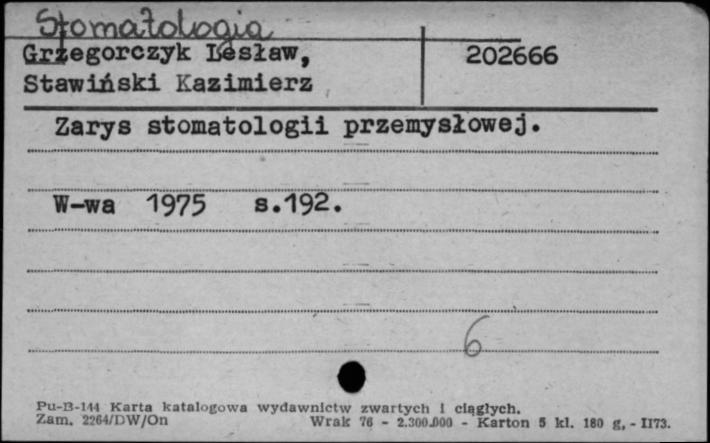 Stomatologia
Grzegorczyk Lesław, 202666
Stawiński Kazimierz
Zarys stomatologii przemysłowej.
W-wa 1975 s.192.
6
Pu-B-144 Karta katalogowa wydawnictw zwartych i ciągłych.
Zam. 2264/DW/On Wrak 76 - 2.300.000 - Karton 5 kl. 180 g. - II73.